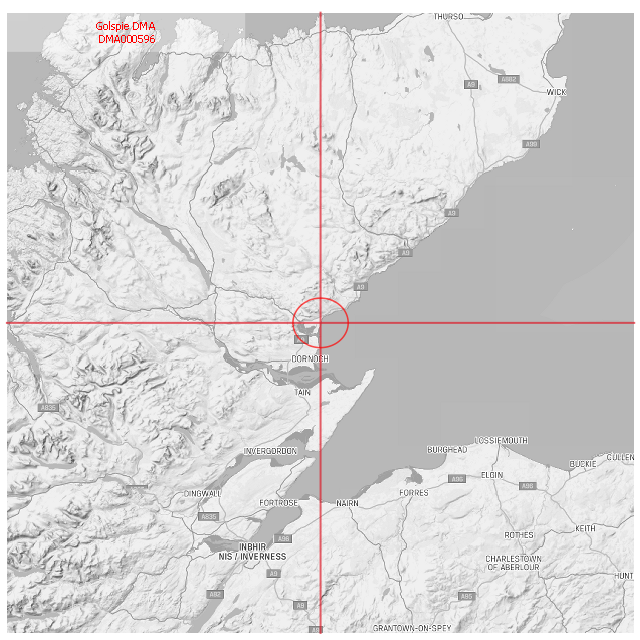 Golspie DMA
DMA000596
THURSO
A9
A882
WICK
A99
A9
A9
A9
DORNOCH
TAIN
A835
LOSSIEMOUTH
BURGHEAD
INVERGORDON
CULLEN
BUCKIE
ELGIN
A96
A98
DINGWALL
FORRES
FORTROSE
NAIRN
A835
KEITH
ROTHES
A96
INBHIR
NIS / INVERNESS
CHARLESTOWN
OF ABERLOUR
A9
HUNT
A82
A95
A9
GRANTOWN-ON-SPEY